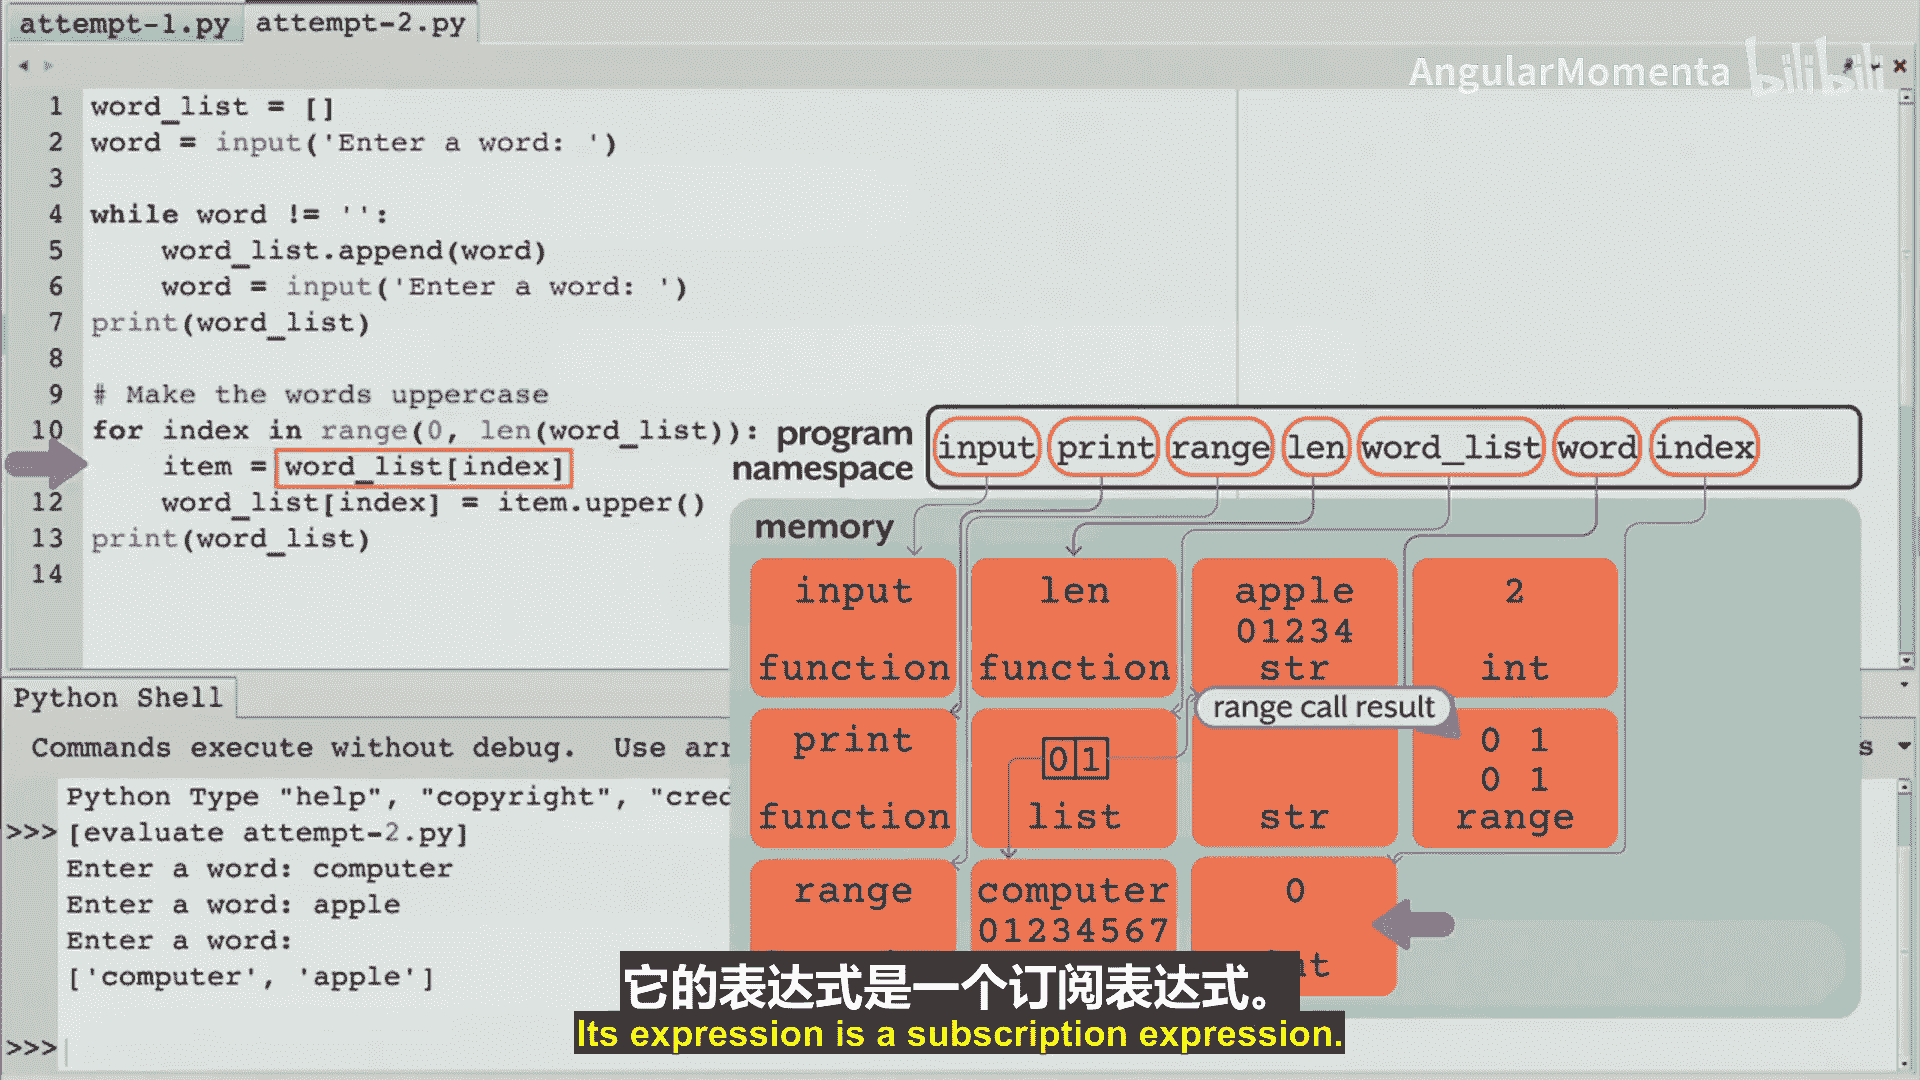 attempt-1.py attempt-2.py
AngularMomenta bilibili
1 word_list = []
2 word = input('Enter a word: ')
3
4 while word != '':
5 word_list.append(word)
6 word = input('Enter a word: ')
7 print(word_list)
8
9 # Make the words uppercase
10 for index in range(0, len(word_list)):
item = word_list[index]
12 word_list[index] = item.upper()
13 print(word_list)
14
program namespace
input print range len word_list word index
memory
input len apple 2
01234
function function str int
range call result
print 0 1 0 1
0 1
function list str range
range computer 0
01234567
Python Shell
Commands execute without debug. Use arr
s
Python Type "help", "copyright", "cred
>>> [evaluate attempt-2.py]
Enter a word: computer
Enter a word: apple
Enter a word:
['computer', 'apple']
>>>
它的表达式是一个订阅表达式。
Its expression is a subscription expression.